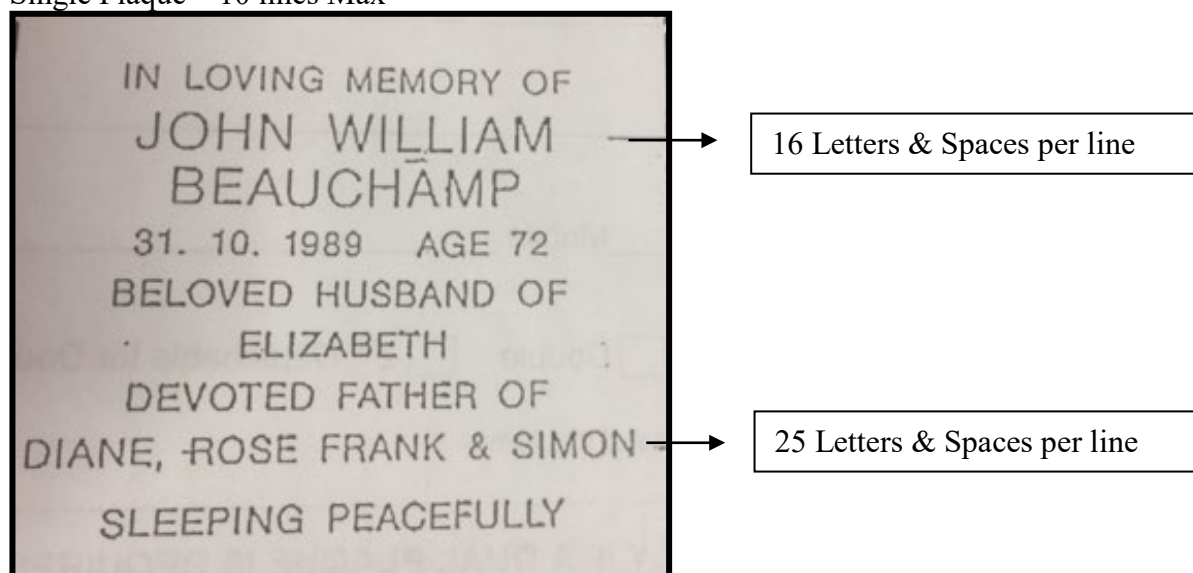 Single Plaque – 10 lines Max
IN LOVING MEMORY OF
JOHN WILLIAM
BEAUCHAMP
31. 10. 1989 AGE 72
BELOVED HUSBAND OF
ELIZABETH
DEVOTED FATHER OF
DIANE, ROSE FRANK & SIMON
SLEEPING PEACEFULLY
16 Letters & Spaces per line
25 Letters & Spaces per line